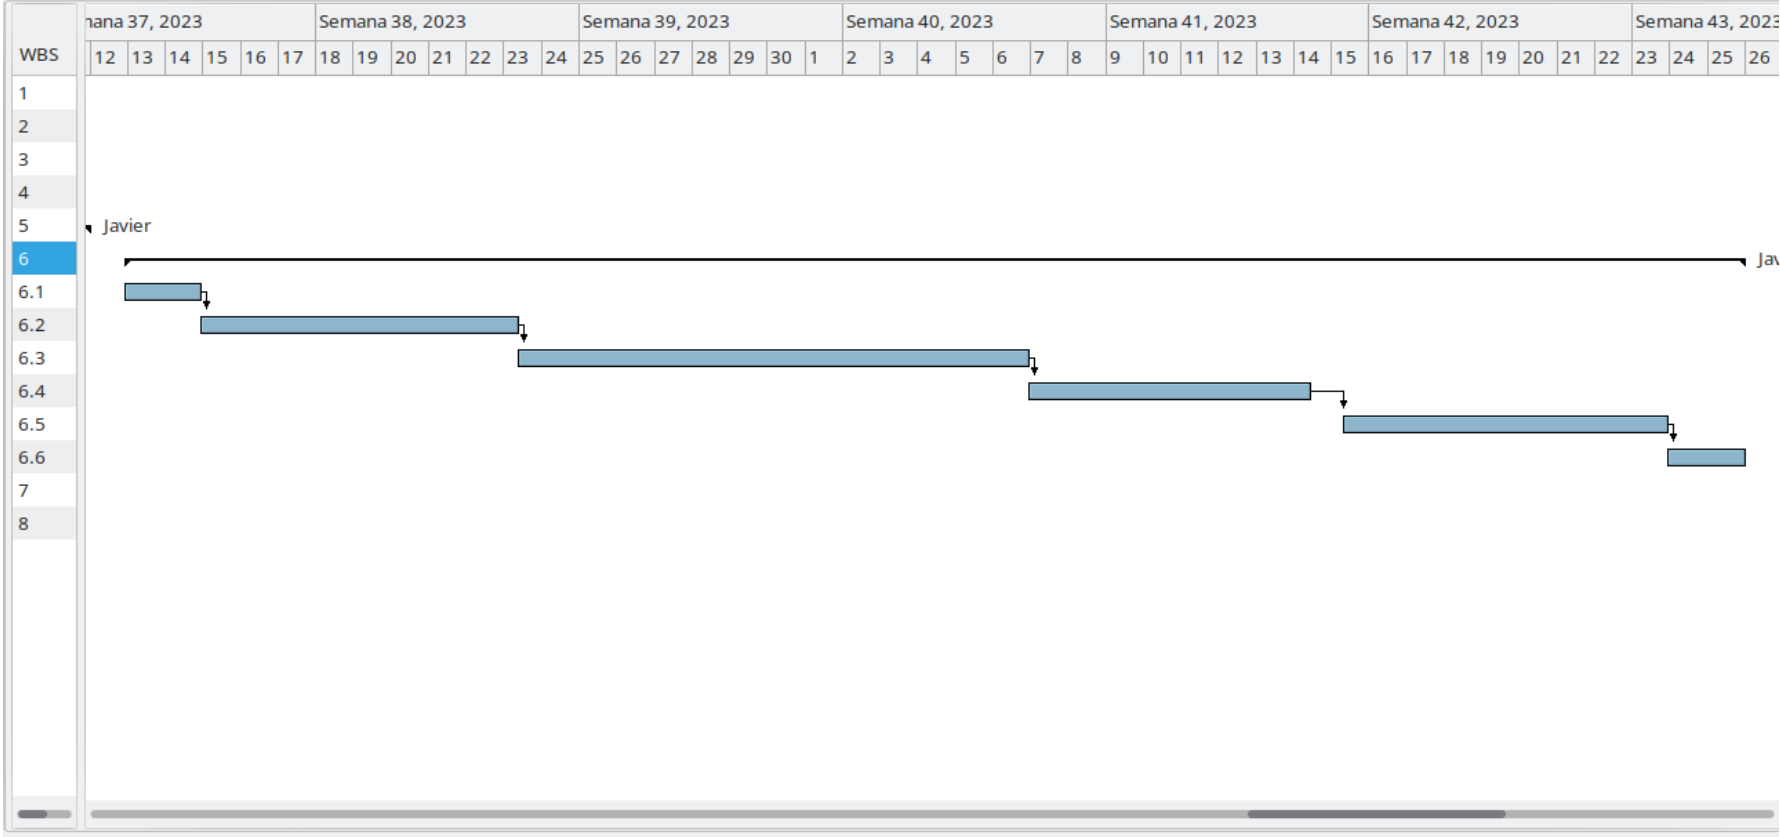 WBS
mana 37, 2023 Semana 38, 2023 Semana 39, 2023 Semana 40, 2023 Semana 41, 2023 Semana 42, 2023 Semana 43, 2023
12 13 14 15 16 17 18 19 20 21 22 23 24 25 26 27 28 29 30 1 2 3 4 5 6 7 8 9 10 11 12 13 14 15 16 17 18 19 20 21 22 23 24 25 26
1
2
3
4
5 Javier
6 Jav
6.1
6.2
6.3
6.4
6.5
6.6
7
8